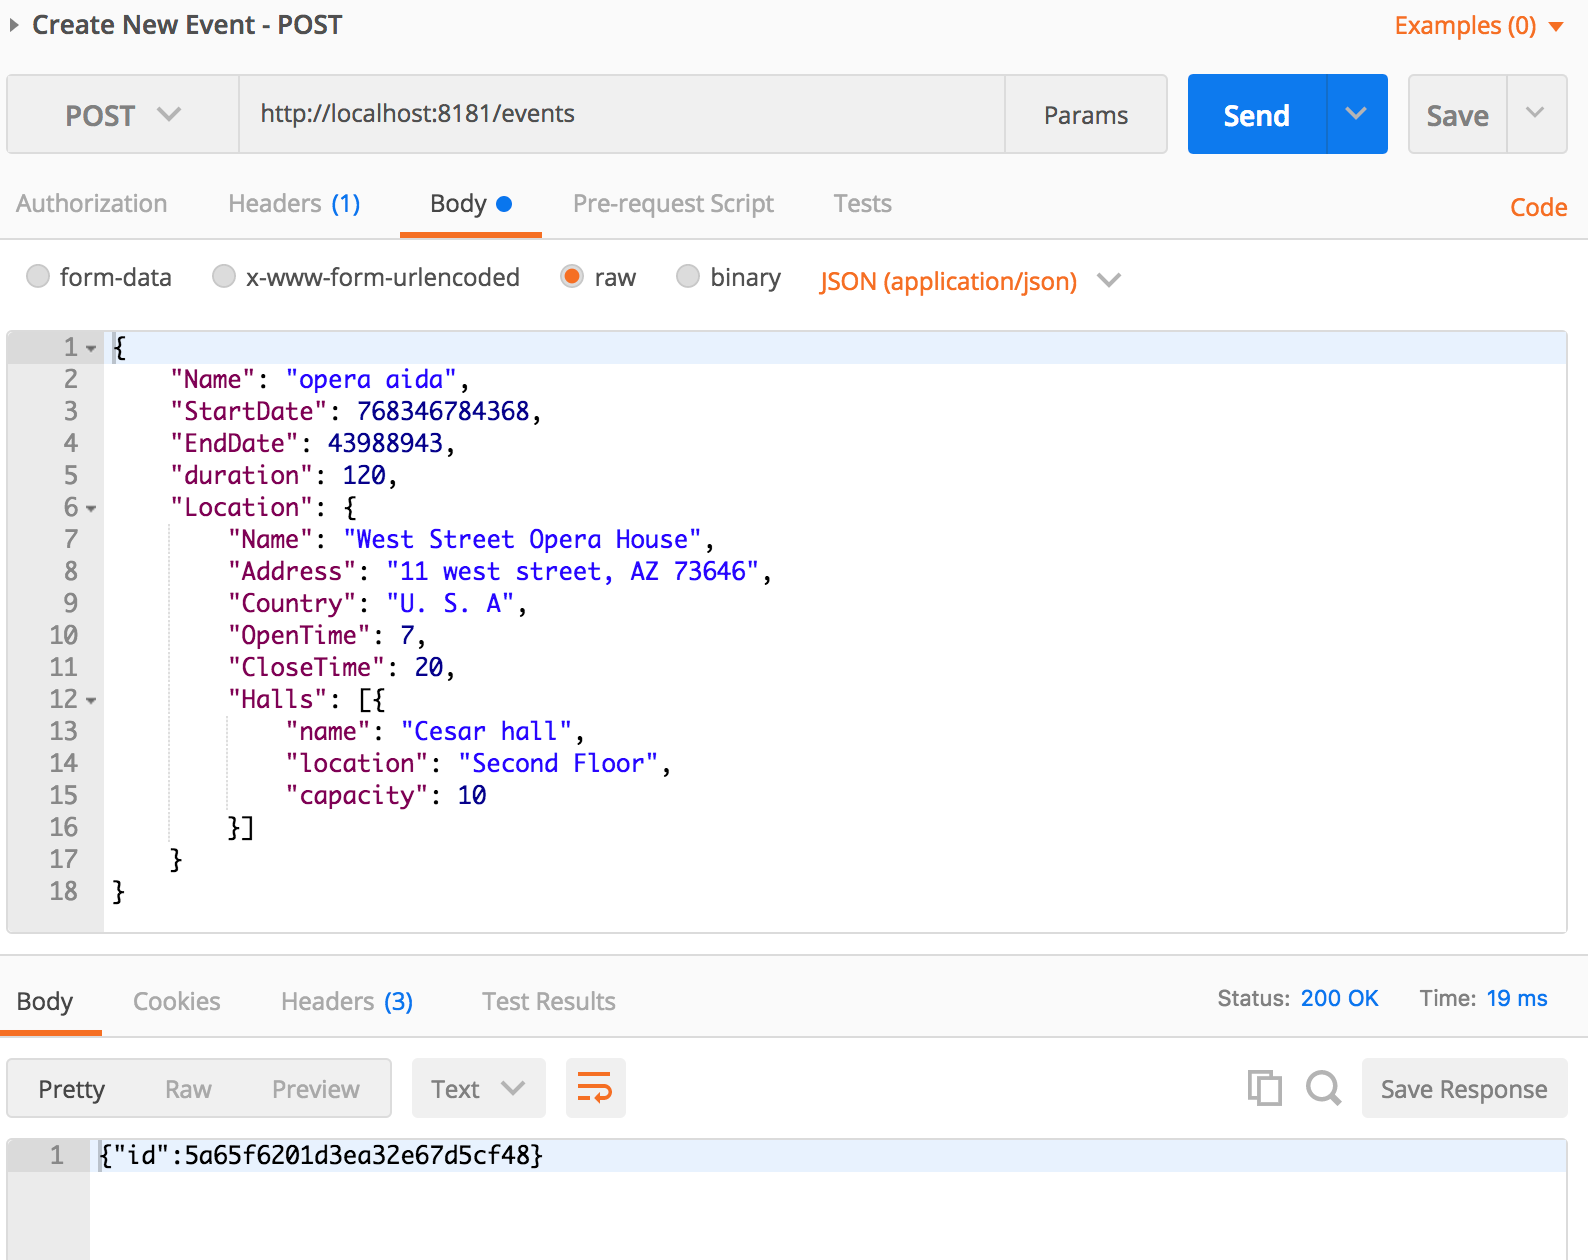 Create New Event - POST
Examples (0)
POST
http://localhost:8181/events
Params
Send
Save
Authorization
Headers (1)
Body
Pre-request Script
Tests
Code
form-data
x-www-form-urlencoded
raw
binary
JSON (application/json)
1 {
2 "Name": "opera aida",
3 "StartDate": 768346784368,
4 "EndDate": 43988943,
5 "duration": 120,
6 "Location": {
7 "Name": "West Street Opera House",
8 "Address": "11 west street, AZ 73646",
9 "Country": "U. S. A",
10 "OpenTime": 7,
11 "CloseTime": 20,
12 "Halls": [{
13 "name": "Cesar hall",
14 "location": "Second Floor",
15 "capacity": 10
16 }]
17 }
18 }
Body
Cookies
Headers (3)
Test Results
Status: 200 OK
Time: 19 ms
Pretty
Raw
Preview
Text
Save Response
1 {"id":5a65f6201d3ea32e67d5cf48}